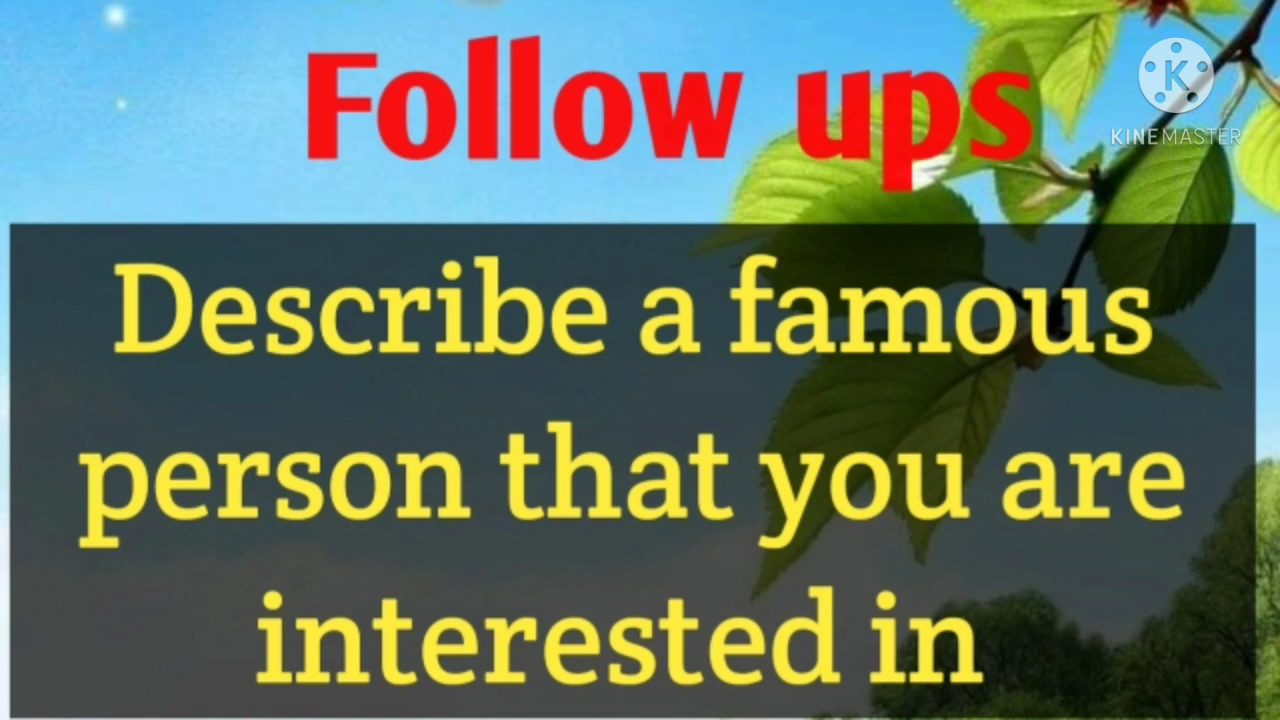 Follow ups
K
KINEMASTER
Describe a famous
person that you are
interested in